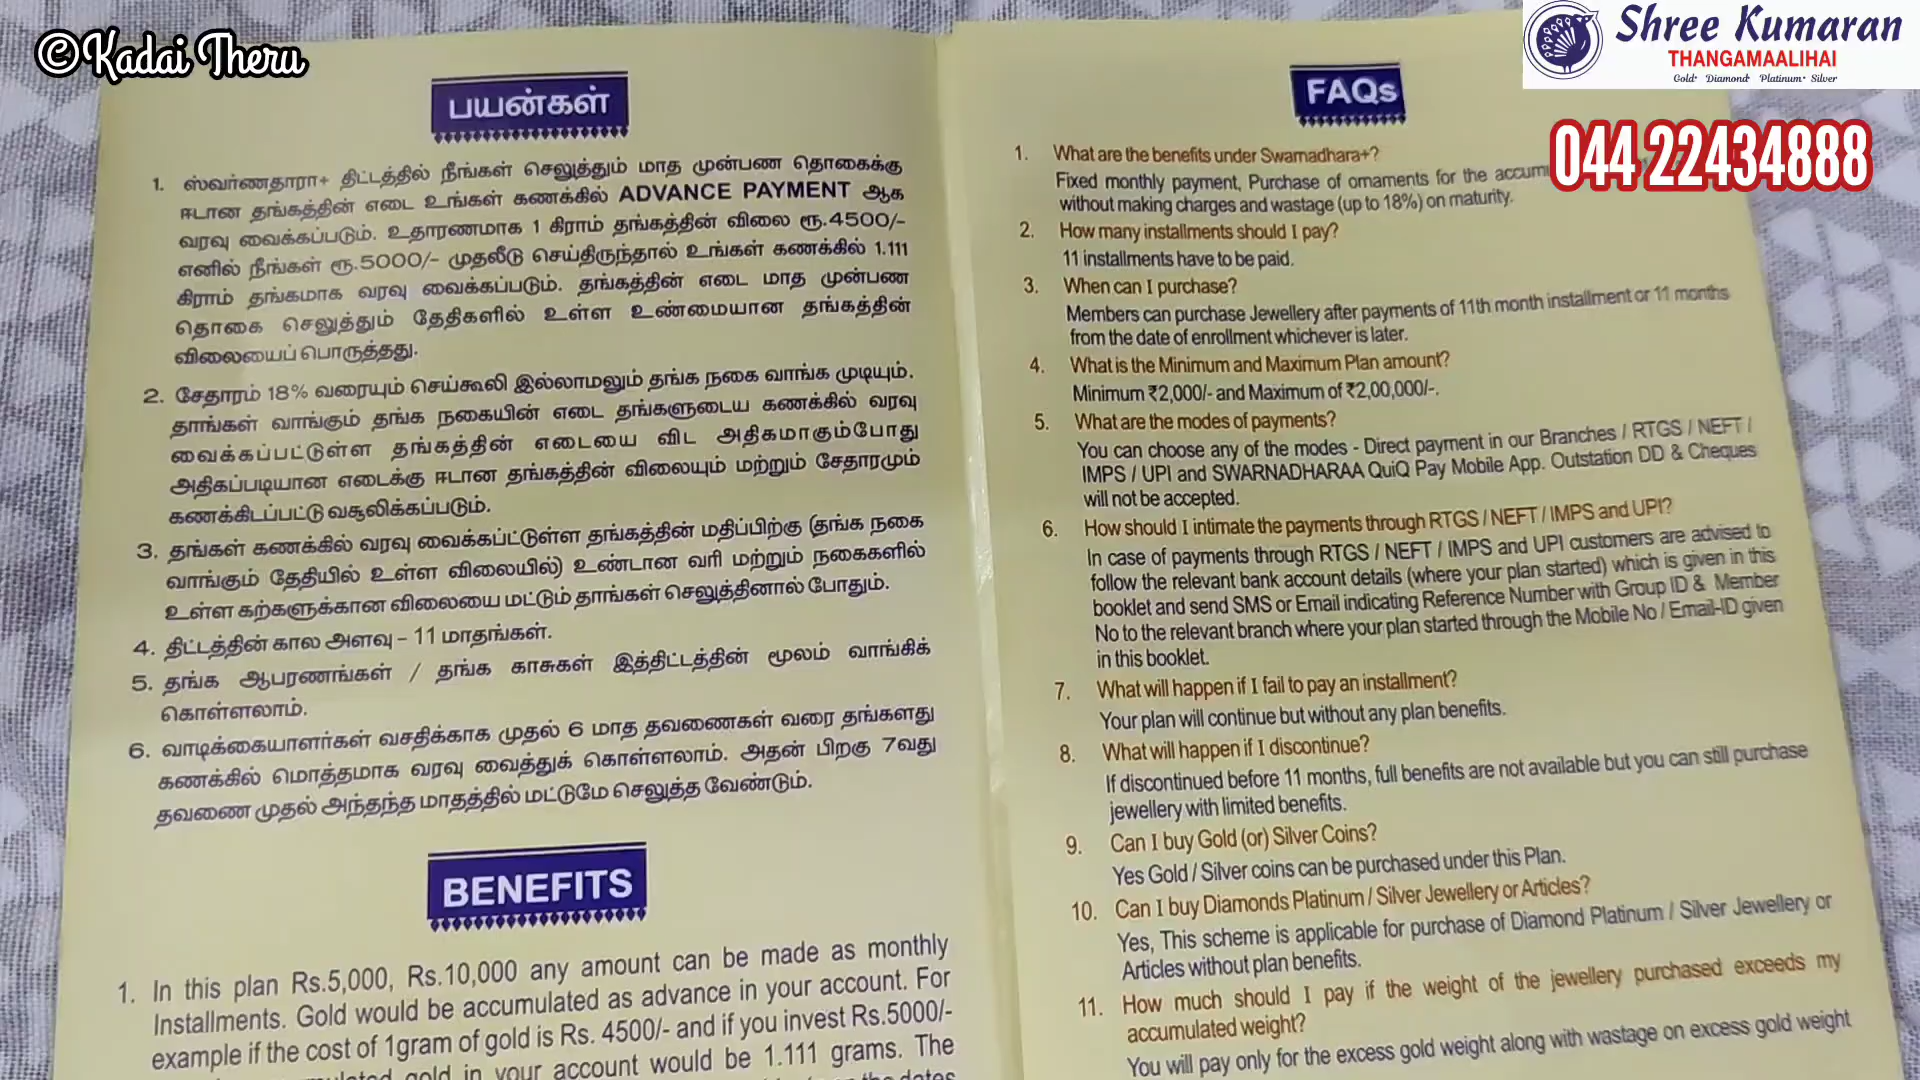 ©Kadai Theru
Shree Kumaran
THANGAMAALIHAI
Gold• Diamond• Platinum• Silver
044 22434888
பயன்கள்
1. ஸ்வர்ணதாரா+ திட்டத்தில் நீங்கள் செலுத்தும் மாத முன்பண தொகைக்கு
ஈடான தங்கத்தின் எடை உங்கள் கணக்கில் ADVANCE PAYMENT ஆக
வரவு வைக்கப்படும். உதாரணமாக 1 கிராம் தங்கத்தின் விலை ரூ.4500/-
எனில் நீங்கள் ரூ.5000/- முதலீடு செய்திருந்தால் உங்கள் கணக்கில் 1.111
கிராம் தங்கமாக வரவு வைக்கப்படும். தங்கத்தின் எடை மாத முன்பண
தொகை செலுத்தும் தேதிகளில் உள்ள உண்மையான தங்கத்தின்
விலையைப் பொருத்தது.
2. சேதாரம் 18% வரையும் செய்கூலி இல்லாமலும் தங்க நகை வாங்க முடியும்.
தாங்கள் வாங்கும் தங்க நகையின் எடை தங்களுடைய கணக்கில் வரவு
வைக்கப்பட்டுள்ள தங்கத்தின் எடையை விட அதிகமாகும்போது
அதிகப்படியான எடைக்கு ஈடான தங்கத்தின் விலையும் மற்றும் சேதாரமும்
கணக்கிடப்பட்டு வசூலிக்கப்படும்.
3. தங்கள் கணக்கில் வரவு வைக்கப்பட்டுள்ள தங்கத்தின் மதிப்பிற்கு (தங்க நகை
வாங்கும் தேதியில் உள்ள விலையில்) உண்டான வரி மற்றும் நகைகளில்
உள்ள கற்களுக்கான விலையை மட்டும் தாங்கள் செலுத்தினால் போதும்.
4. திட்டத்தின் கால அளவு – 11 மாதங்கள்.
5. தங்க ஆபரணங்கள் / தங்க காசுகள் இத்திட்டத்தின் மூலம் வாங்கிக்
கொள்ளலாம்.
6. வாடிக்கையாளர்கள் வசதிக்காக முதல் 6 மாத தவணைகள் வரை தங்களது
கணக்கில் மொத்தமாக வரவு வைத்துக் கொள்ளலாம். அதன் பிறகு 7வது
தவணை முதல் அந்தந்த மாதத்தில் மட்டுமே செலுத்த வேண்டும்.
BENEFITS
1. In this plan Rs.5,000, Rs.10,000 any amount can be made as monthly
Installments. Gold would be accumulated as advance in your account. For
example if the cost of 1gram of gold is Rs. 4500/- and if you invest Rs.5000/-
gold in your account would be 1.111 grams. The
FAQs
1. What are the benefits under Swarnadhara+?
Fixed monthly payment, Purchase of ornaments for the
without making charges and wastage (up to 18%) on maturity.
2. How many installments should I pay?
11 installments have to be paid.
3. When can I purchase?
Members can purchase Jewellery after payments of 11th month installment or 11 months
from the date of enrollment whichever is later.
4. What is the Minimum and Maximum Plan amount?
Minimum ₹2,000/- and Maximum of ₹2,00,000/-.
5. What are the modes of payments?
You can choose any of the modes - Direct payment in our Branches / RTGS / NEFT /
IMPS / UPI and SWARNADHARAA QuiQ Pay Mobile App. Outstation DD & Cheques
will not be accepted.
6. How should I intimate the payments through RTGS / NEFT / IMPS and UPI?
In case of payments through RTGS / NEFT / IMPS and UPI customers are advised to
follow the relevant bank account details (where your plan started) which is given in this
booklet and send SMS or Email indicating Reference Number with Group ID & Member
No to the relevant branch where your plan started through the Mobile No / Email-ID given
in this booklet.
7. What will happen if I fail to pay an installment?
Your plan will continue but without any plan benefits.
8. What will happen if I discontinue?
If discontinued before 11 months, full benefits are not available but you can still purchase
jewellery with limited benefits.
9. Can I buy Gold (or) Silver Coins?
Yes Gold / Silver coins can be purchased under this Plan.
10. Can I buy Diamonds Platinum / Silver Jewellery or Articles?
Yes, This scheme is applicable for purchase of Diamond Platinum / Silver Jewellery or
Articles without plan benefits.
11. How much should I pay if the weight of the jewellery purchased exceeds my
accumulated weight?
You will pay only for the excess gold weight along with wastage on excess gold weight